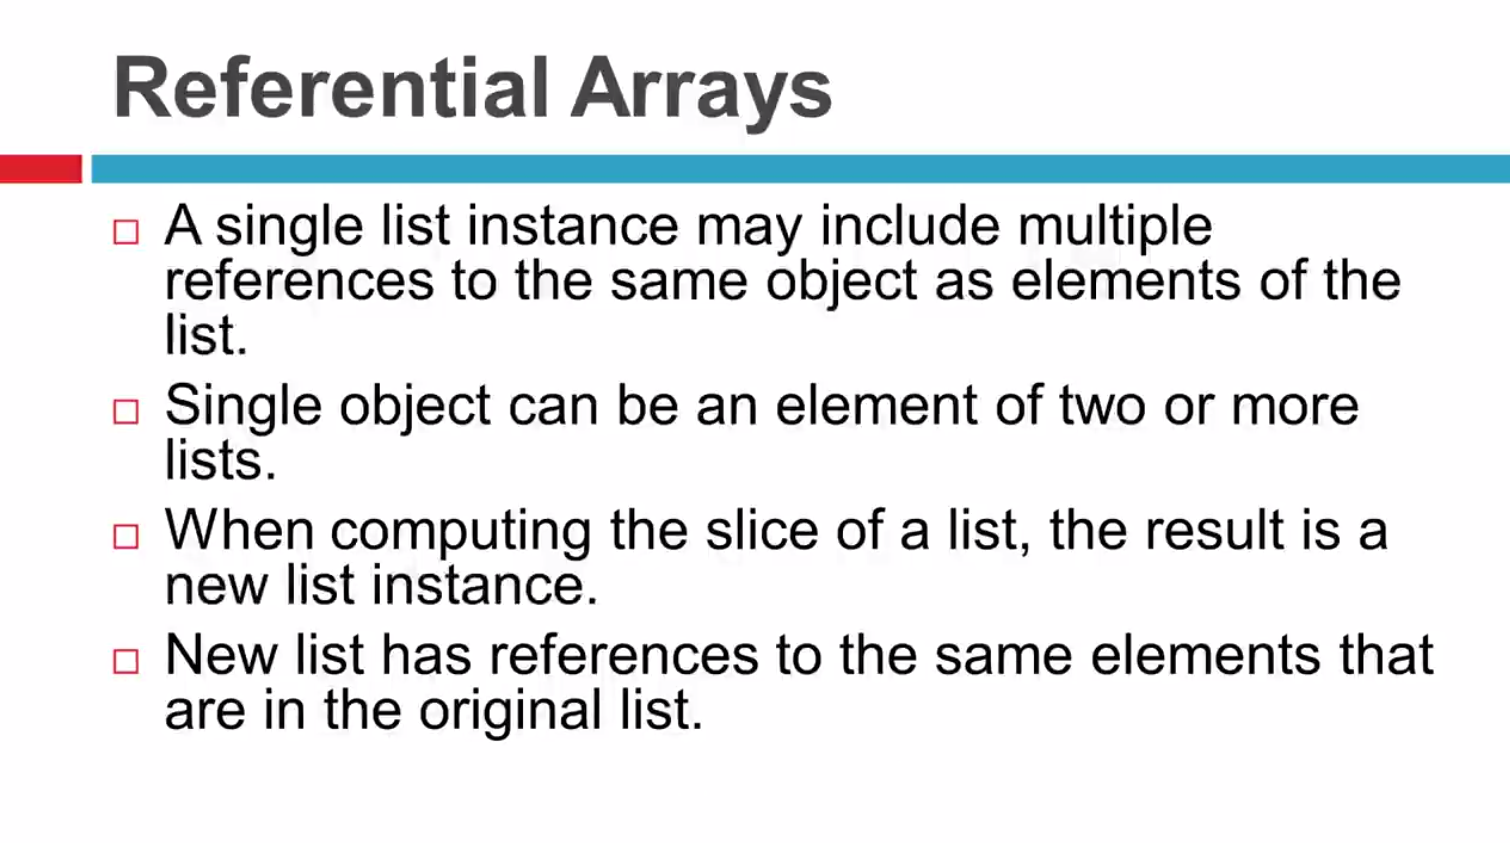 Referential Arrays
A single list instance may include multiple
references to the same object as elements of the
list.
Single object can be an element of two or more
lists.
When computing the slice of a list, the result is a
new list instance.
New list has references to the same elements that
are in the original list.